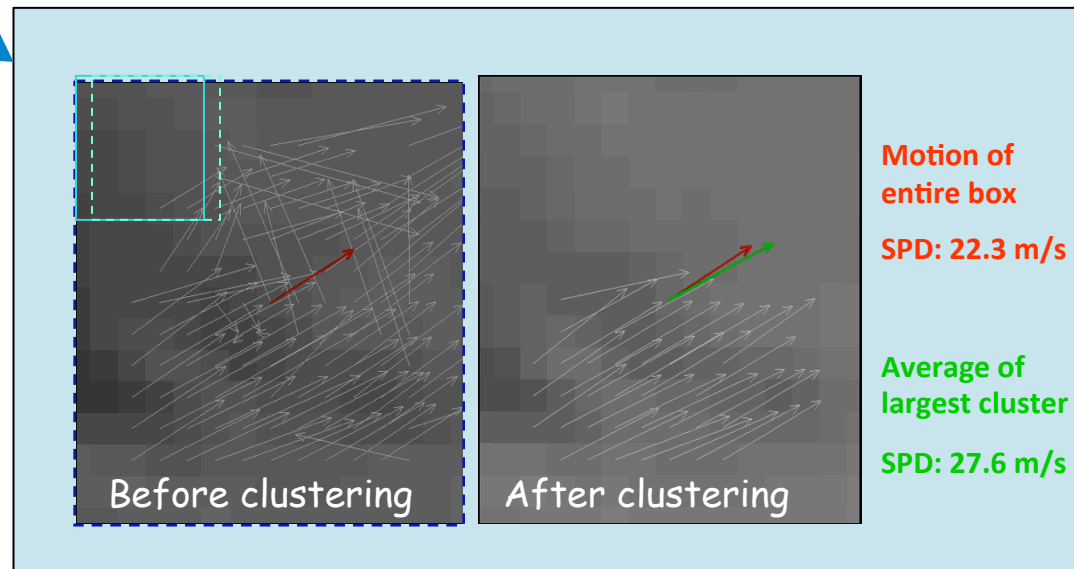 Before clustering
After clustering
Motion of
entire box
SPD: 22.3 m/s
Average of
largest cluster
SPD: 27.6 m/s